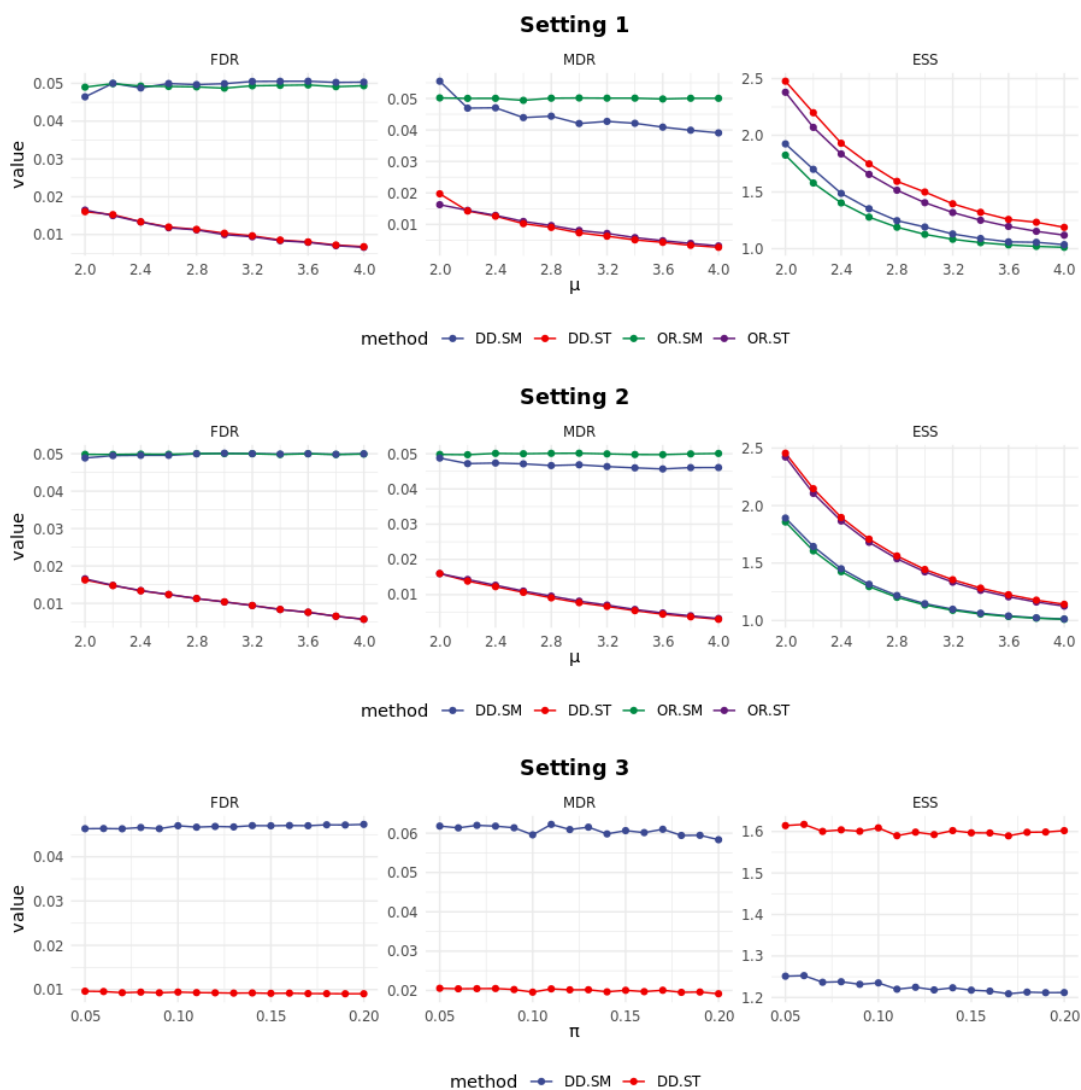 Setting 1
FDR MDR ESS
value
0.05
0.04
0.03
0.02
0.01
0.05
0.04
0.03
0.02
0.01
2.5
2.0
1.5
1.0
2.0 2.4 2.8 3.2 3.6 4.0 2.0 2.4 2.8 3.2 3.6 4.0 2.0 2.4 2.8 3.2 3.6 4.0
μ
method DD.SM DD.ST OR.SM OR.ST
Setting 2
FDR MDR ESS
value
0.05
0.04
0.03
0.02
0.01
0.05
0.04
0.03
0.02
0.01
2.5
2.0
1.5
1.0
2.0 2.4 2.8 3.2 3.6 4.0 2.0 2.4 2.8 3.2 3.6 4.0 2.0 2.4 2.8 3.2 3.6 4.0
μ
method DD.SM DD.ST OR.SM OR.ST
Setting 3
FDR MDR ESS
value
0.04
0.03
0.02
0.01
0.06
0.05
0.04
0.03
0.02
1.6
1.5
1.4
1.3
1.2
0.05 0.10 0.15 0.20 0.05 0.10 0.15 0.20 0.05 0.10 0.15 0.20
π
method DD.SM DD.ST